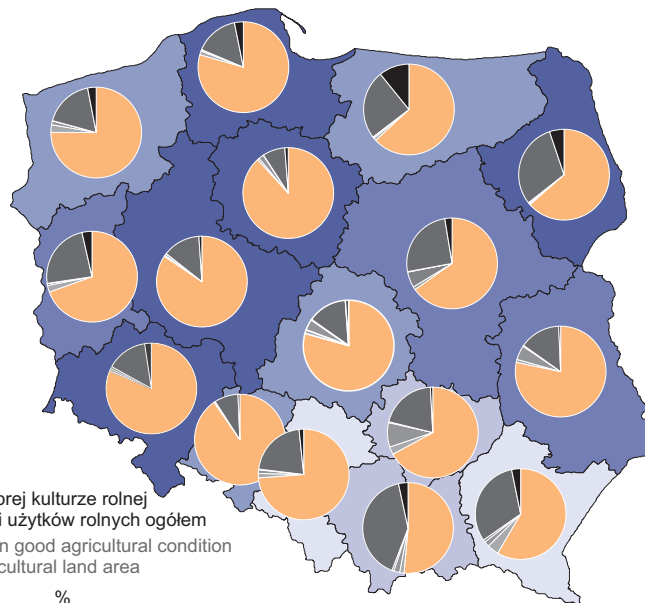 orej kulturze rolnej
i użytków rolnych ogółem
n good agricultural condition
cultural land area
%